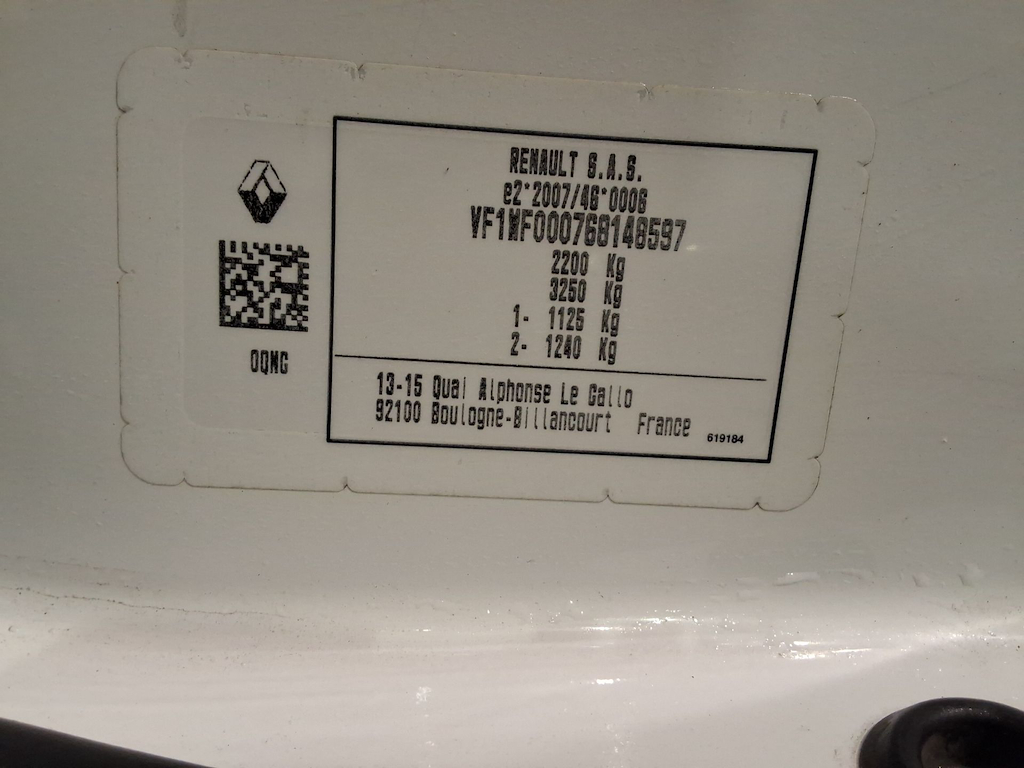 RENAULT S.A.S.
e2*2007/46*0006
VF1MF000768148597
2200 Kg
3250 Kg
1- 1125 Kg
2- 1240 Kg
OQNG
13-15 Quai Alphonse Le Gallo
92100 Boulogne-Billancourt France
619184